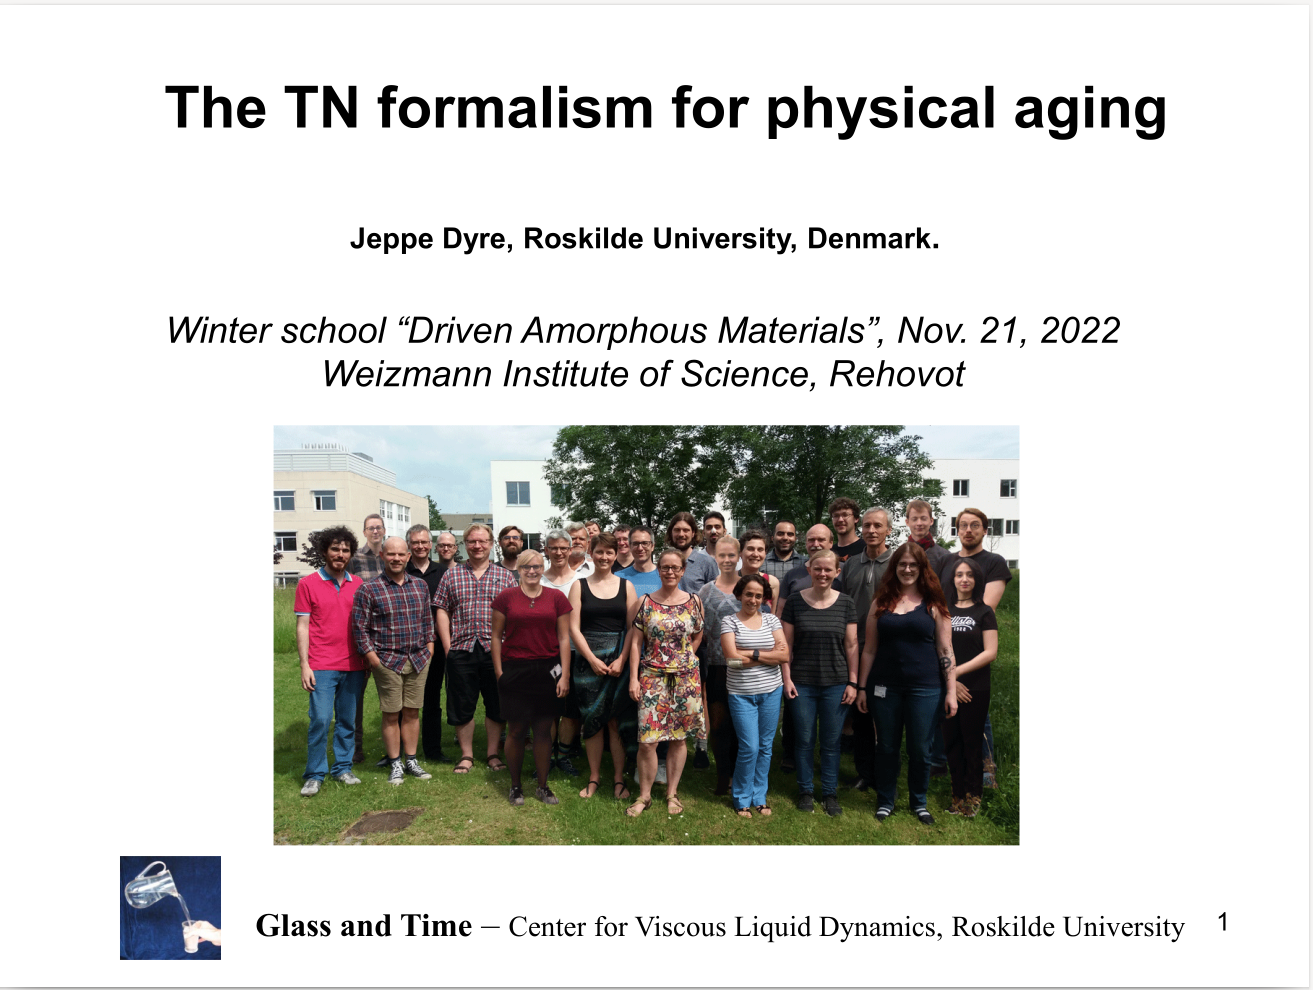 The TN formalism for physical aging
Jeppe Dyre, Roskilde University, Denmark.
Winter school “Driven Amorphous Materials”, Nov. 21, 2022
Weizmann Institute of Science, Rehovot
Glass and Time – Center for Viscous Liquid Dynamics, Roskilde University
1